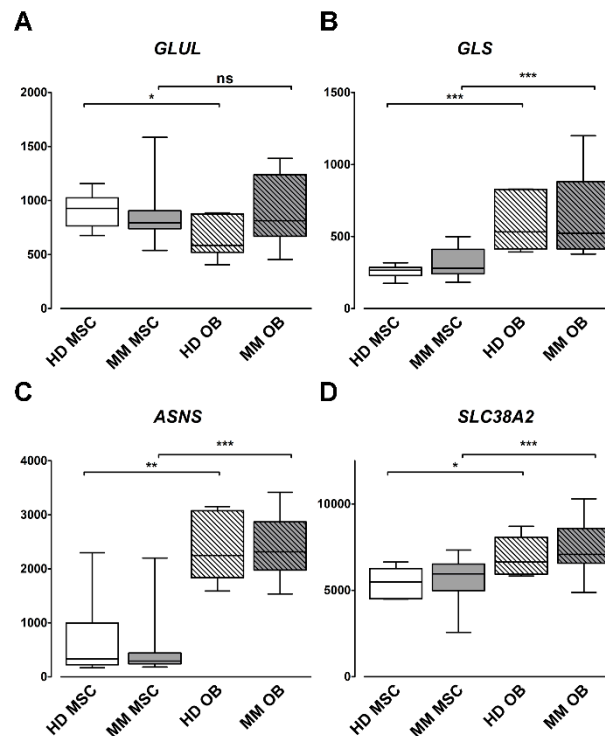 A
GLUL
ns
*
2000
1500
1000
500
0
HD MSC
MM MSC
HD OB
MM OB
B
GLS
***
***
1500
1000
500
0
HD MSC
MM MSC
HD OB
MM OB
C
ASNS
***
**
4000
3000
2000
1000
0
HD MSC
MM MSC
HD OB
MM OB
D
SLC38A2
***
*
10000
5000
0
HD MSC
MM MSC
HD OB
MM OB